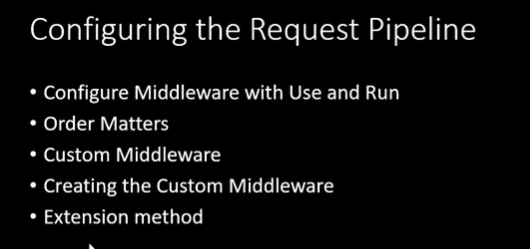 Configuring the Request Pipeline
• Configure Middleware with Use and Run
• Order Matters
• Custom Middleware
• Creating the Custom Middleware
• Extension method